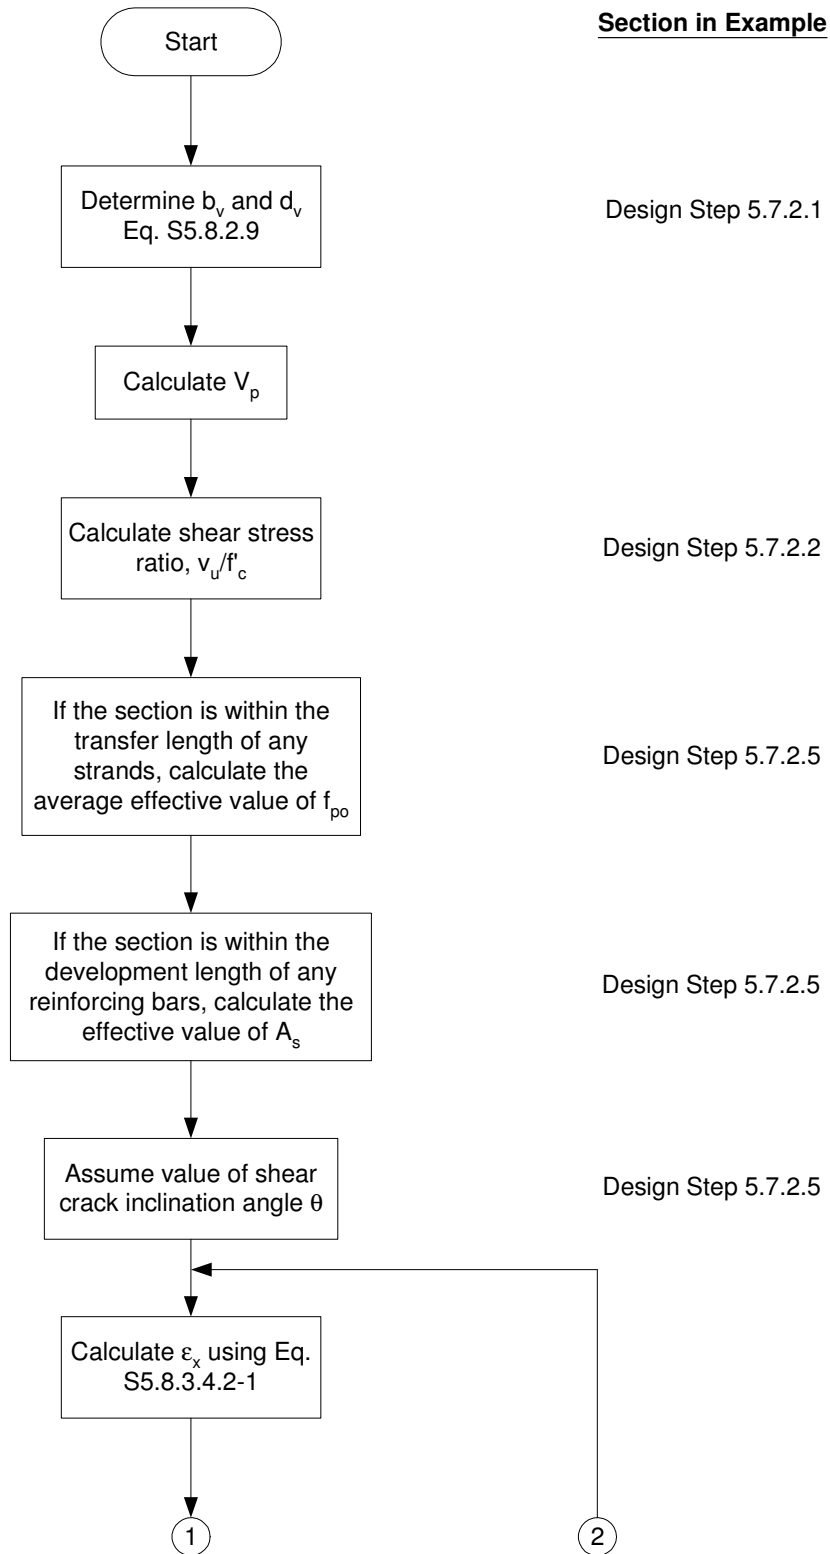 Section in Example
Start
Determine b_v and d_v
Eq. S5.8.2.9
Design Step 5.7.2.1
Calculate V_p
Calculate shear stress
ratio, v_u/f'_c
Design Step 5.7.2.2
If the section is within the
transfer length of any
strands, calculate the
average effective value of f_po
Design Step 5.7.2.5
If the section is within the
development length of any
reinforcing bars, calculate the
effective value of A_s
Design Step 5.7.2.5
Assume value of shear
crack inclination angle θ
Design Step 5.7.2.5
Calculate ε_x using Eq.
S5.8.3.4.2-1
1
2